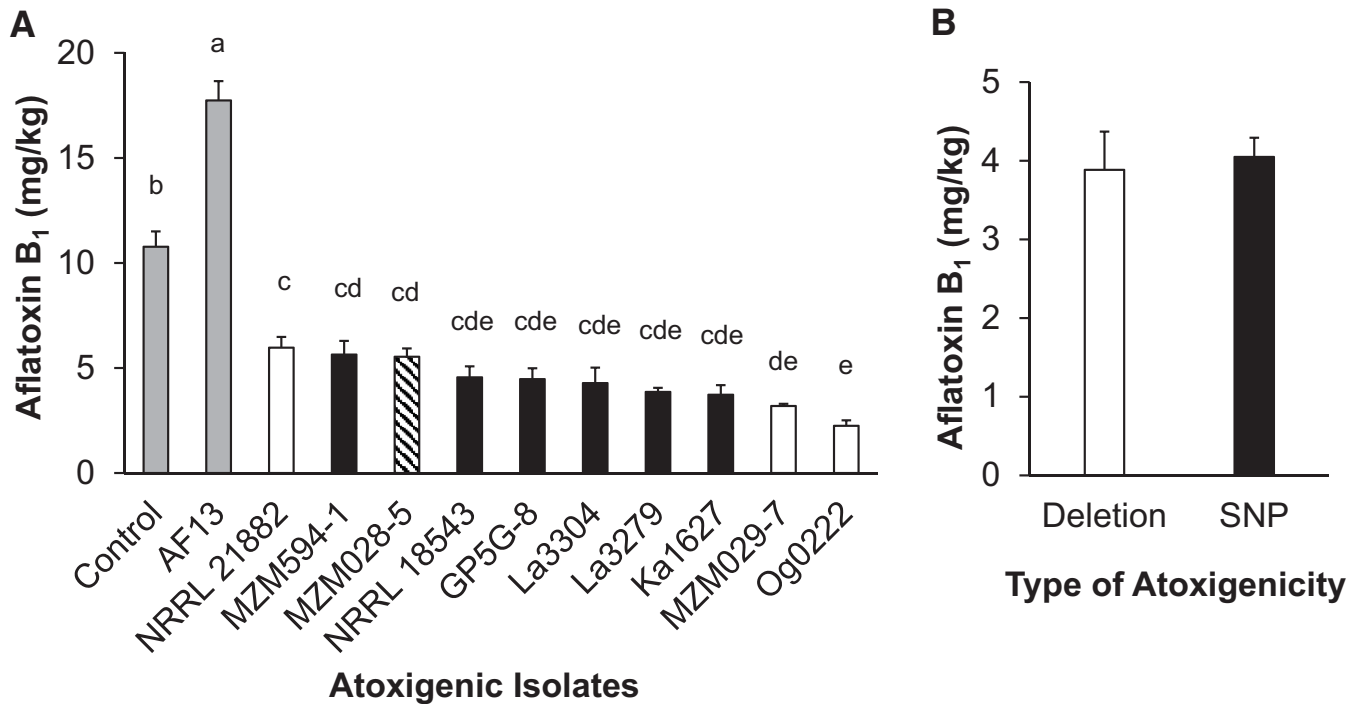 A
Aflatoxin B1 (mg/kg)
20
15
10
5
0
a
b
c
cd
cd
cde
cde
cde
cde
cde
de
e
Control
AF13
NRRL 21882
MZM594-1
MZM028-5
NRRL 18543
GP5G-8
La3304
La3279
Ka1627
MZM029-7
Og0222
Atoxigenic Isolates
B
Aflatoxin B1 (mg/kg)
5
4
3
2
1
0
Deletion
SNP
Type of Atoxigenicity